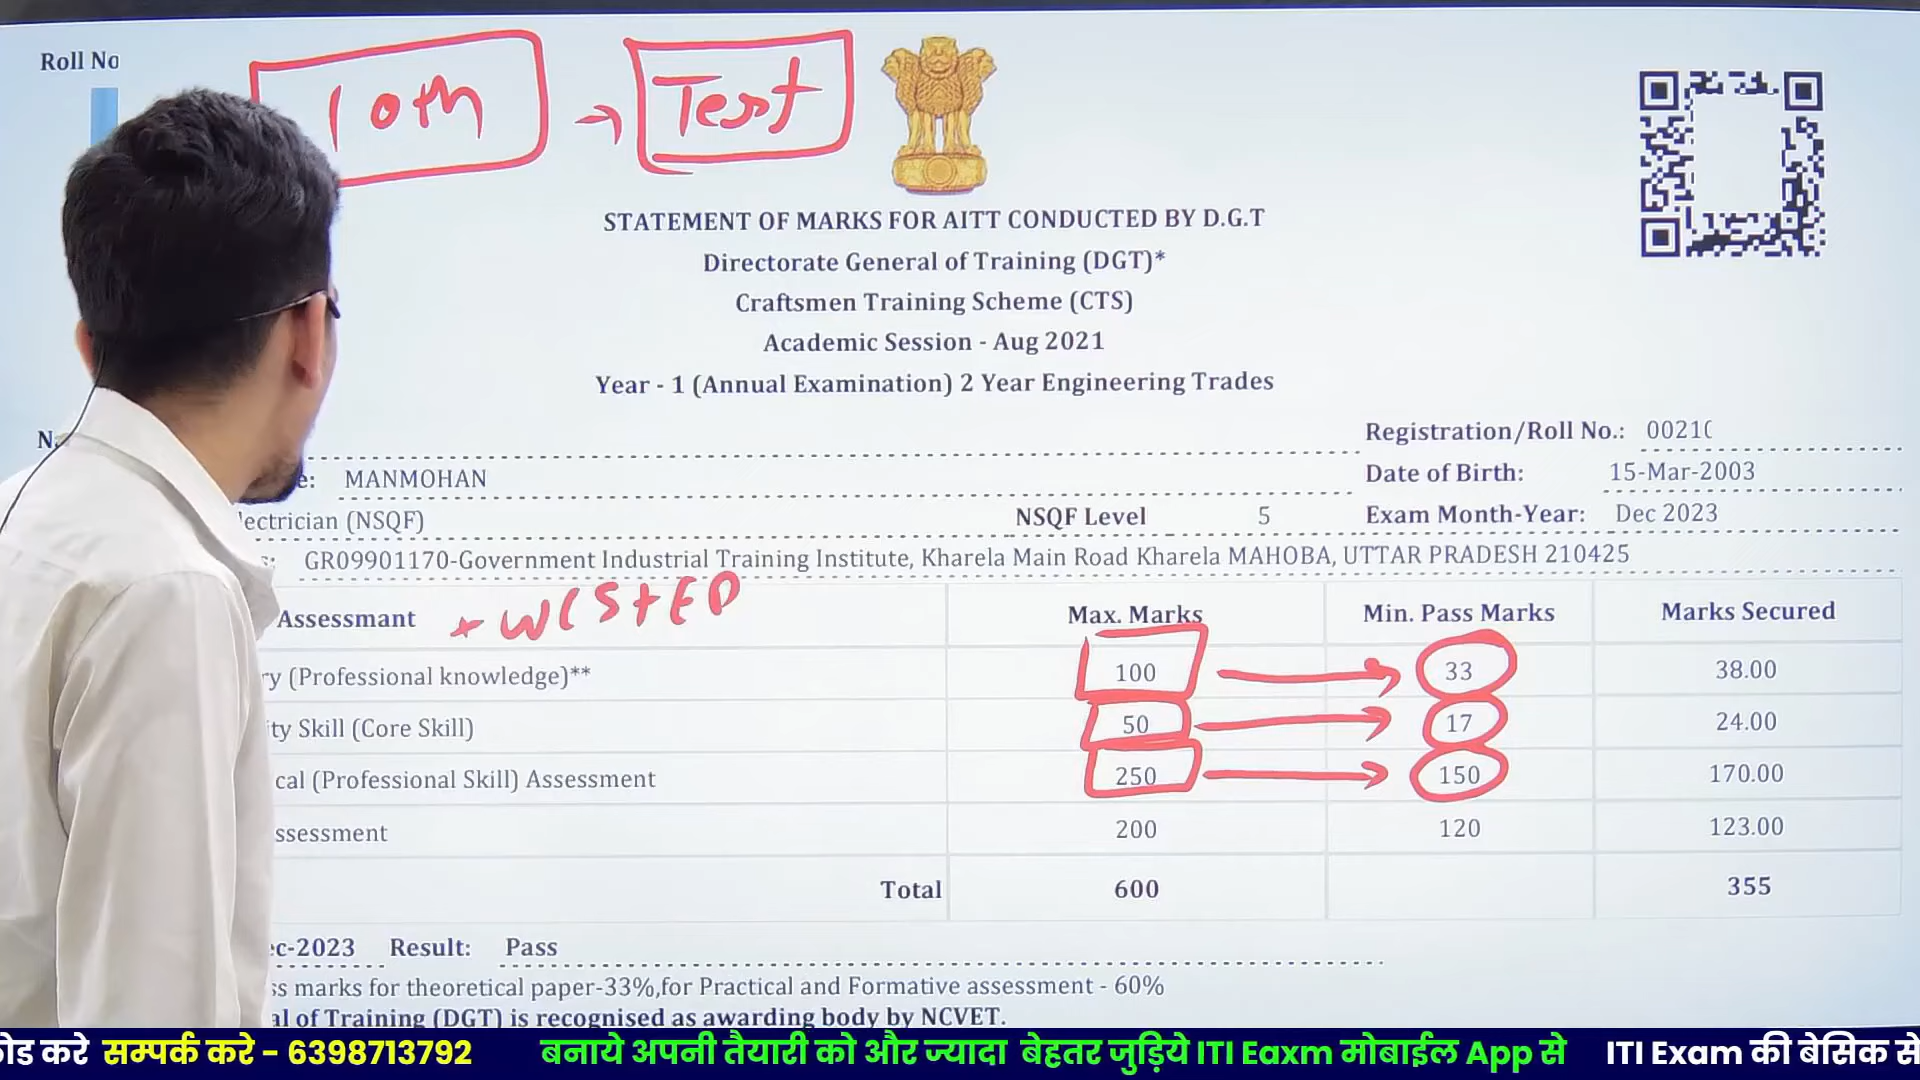 Roll No
10th → Test
STATEMENT OF MARKS FOR AITT CONDUCTED BY D.G.T
Directorate General of Training (DGT)*
Craftsmen Training Scheme (CTS)
Academic Session - Aug 2021
Year - 1 (Annual Examination) 2 Year Engineering Trades
Registration/Roll No.: 00210
MANMOHAN
Date of Birth: 15-Mar-2003
lectrician (NSQF) NSQF Level 5
Exam Month-Year: Dec 2023
GR09901170-Government Industrial Training Institute, Kharela Main Road Kharela MAHOBA, UTTAR PRADESH 210425
Assessmant + WCS + ED Max. Marks Min. Pass Marks Marks Secured
ry (Professional knowledge)** 100 → 33 38.00
ity Skill (Core Skill) 50 → 17 24.00
cal (Professional Skill) Assessment 250 → 150 170.00
ssessment 200 120 123.00
Total 600 355
ec-2023 Result: Pass
ss marks for theoretical paper-33%,for Practical and Formative assessment - 60%
al of Training (DGT) is recognised as awarding body by NCVET.
करे सम्पर्क करे - 6398713792 बनाये अपनी तैयारी को और ज्यादा बेहतर जुड़िये ITI Eaxm मोबाईल App से ITI Exam की बेसिक से